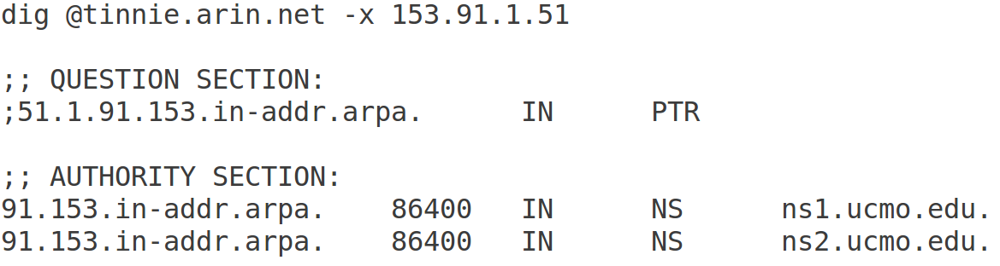 dig @tinnie.arin.net -x 153.91.1.51
;; QUESTION SECTION:
;51.1.91.153.in-addr.arpa. IN PTR
;; AUTHORITY SECTION:
91.153.in-addr.arpa. 86400 IN NS ns1.ucmo.edu.
91.153.in-addr.arpa. 86400 IN NS ns2.ucmo.edu.